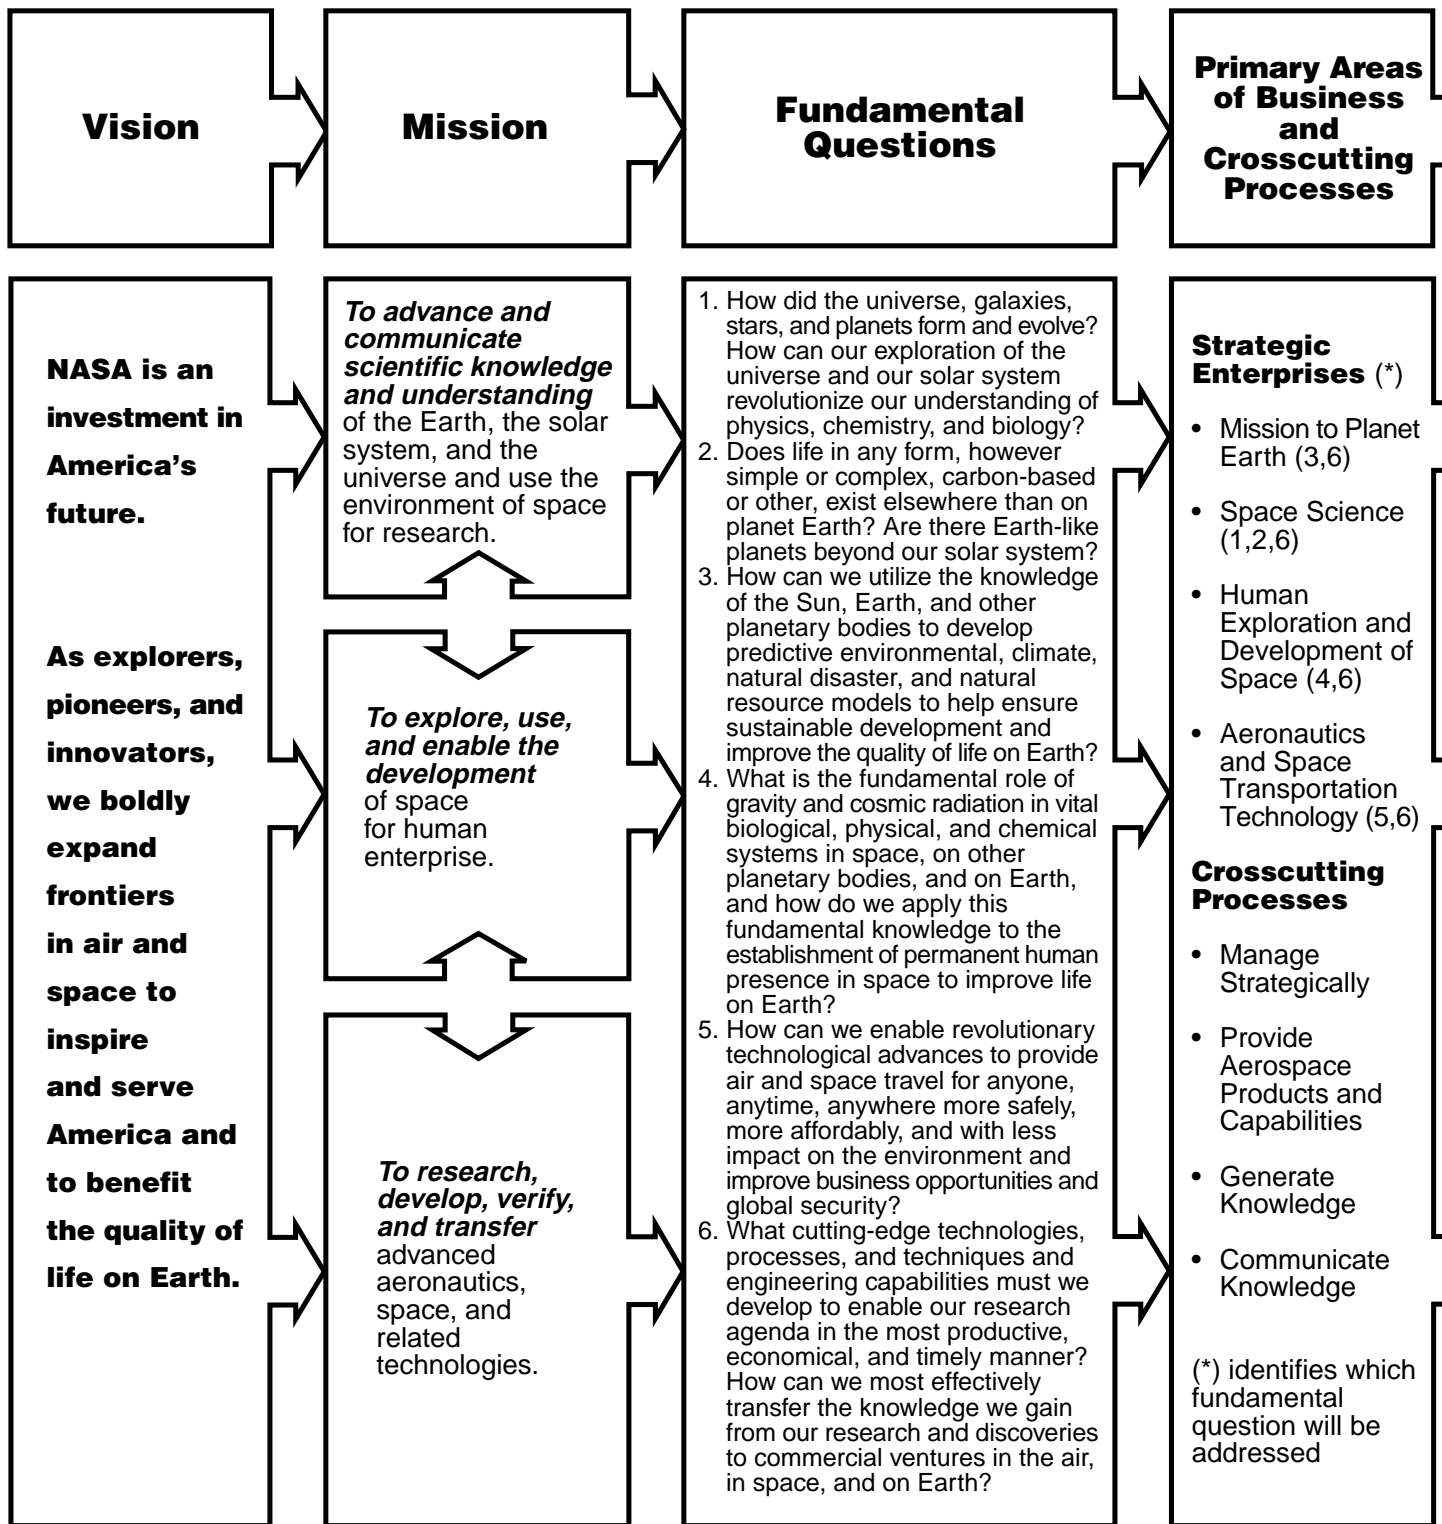 Vision
Mission
Fundamental
Questions
Primary Areas
of Business
and
Crosscutting
Processes
NASA is an
investment in
America's
future.
As explorers,
pioneers, and
innovators,
we boldly
expand
frontiers
in air and
space to
inspire
and serve
America and
to benefit
the quality of
life on Earth.
To advance and
communicate
scientific knowledge
and understanding
of the Earth, the solar
system, and the
universe and use the
environment of space
for research.
To explore, use,
and enable the
development
of space
for human
enterprise.
To research,
develop, verify,
and transfer
advanced
aeronautics,
space, and
related
technologies.
1. How did the universe, galaxies,
stars, and planets form and evolve?
How can our exploration of the
universe and our solar system
revolutionize our understanding of
physics, chemistry, and biology?
2. Does life in any form, however
simple or complex, carbon-based
or other, exist elsewhere than on
planet Earth? Are there Earth-like
planets beyond our solar system?
3. How can we utilize the knowledge
of the Sun, Earth, and other
planetary bodies to develop
predictive environmental, climate,
natural disaster, and natural
resource models to help ensure
sustainable development and
improve the quality of life on Earth?
4. What is the fundamental role of
gravity and cosmic radiation in vital
biological, physical, and chemical
systems in space, on other
planetary bodies, and on Earth,
and how do we apply this
fundamental knowledge to the
establishment of permanent human
presence in space to improve life
on Earth?
5. How can we enable revolutionary
technological advances to provide
air and space travel for anyone,
anytime, anywhere more safely,
more affordably, and with less
impact on the environment and
improve business opportunities and
global security?
6. What cutting-edge technologies,
processes, and techniques and
engineering capabilities must we
develop to enable our research
agenda in the most productive,
economical, and timely manner?
How can we most effectively
transfer the knowledge we gain
from our research and discoveries
to commercial ventures in the air,
in space, and on Earth?
Strategic
Enterprises (*)
• Mission to Planet
Earth (3,6)
• Space Science
(1,2,6)
• Human
Exploration and
Development of
Space (4,6)
• Aeronautics
and Space
Transportation
Technology (5,6)
Crosscutting
Processes
• Manage
Strategically
• Provide
Aerospace
Products and
Capabilities
• Generate
Knowledge
• Communicate
Knowledge
(*) identifies which
fundamental
question will be
addressed